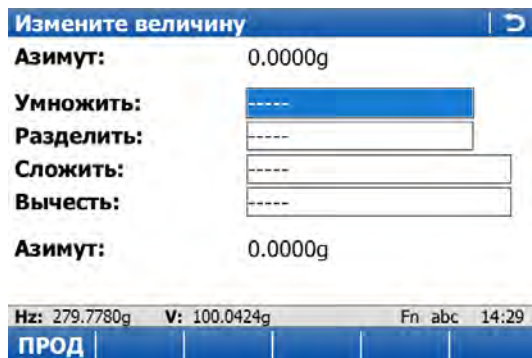 Измените величину
Азимут: 0.0000g
Умножить: -----
Разделить: -----
Сложить: -----
Вычесть: -----
Азимут: 0.0000g
Hz: 279.7780g V: 100.0424g Fn abc 14:29
ПРОД